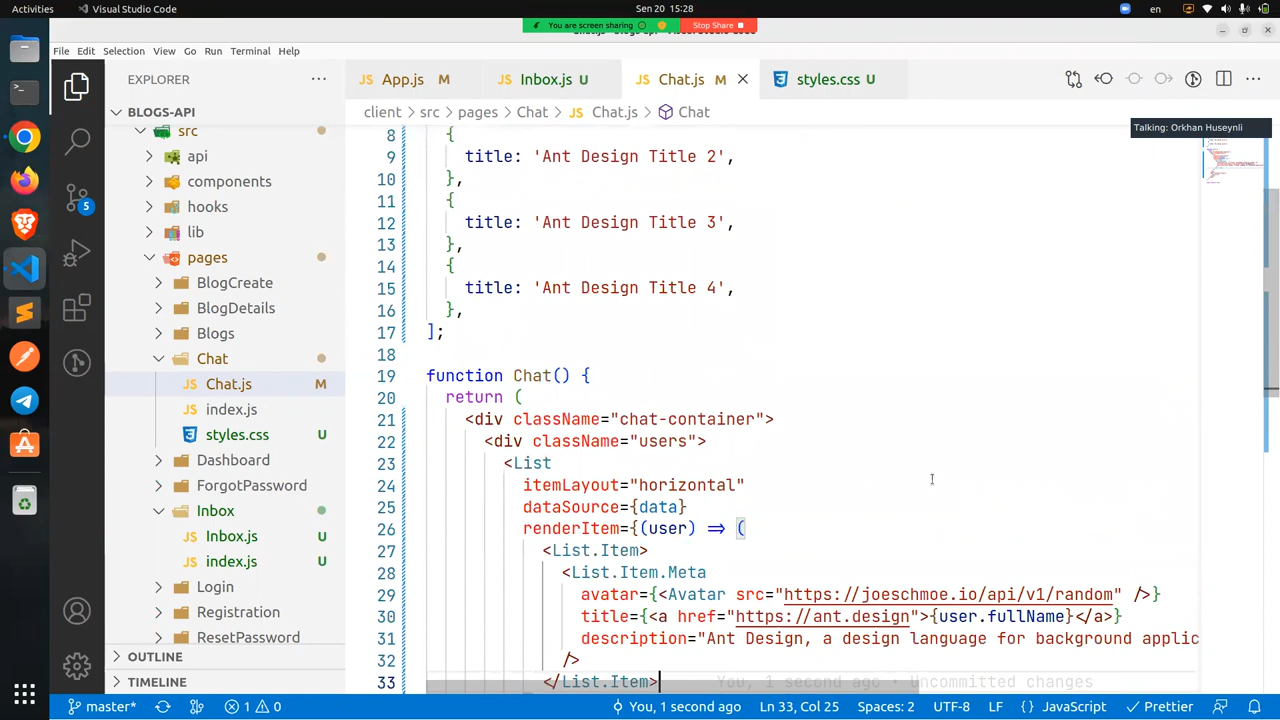 Activities
Visual Studio Code
Sen 20 15:28
en
You are screen sharing
Stop Share
File Edit Selection View Go Run Terminal Help
EXPLORER
App.js M
Inbox.js U
Chat.js M
styles.css U
client > src > pages > Chat > Chat.js > Chat
Talking: Orkhan Huseynli
BLOGS-API
src
api
components
hooks
lib
pages
BlogCreate
BlogDetails
Blogs
Chat
Chat.js M
index.js
styles.css U
Dashboard
ForgotPassword
Inbox
Inbox.js U
index.js U
Login
Registration
ResetPassword
OUTLINE
TIMELINE
5
8 {
9 title: 'Ant Design Title 2',
10 },
11 {
12 title: 'Ant Design Title 3',
13 },
14 {
15 title: 'Ant Design Title 4',
16 },
17 ];
18
19 function Chat() {
20 return (
21 <div className="chat-container">
22 <div className="users">
23 <List
24 itemLayout="horizontal"
25 dataSource={data}
26 renderItem={(user) => (
27 <List.Item>
28 <List.Item.Meta
29 avatar={<Avatar src="https://joeschmoe.io/api/v1/random" />}
30 title={<a href="https://ant.design">{user.fullName}</a>}
31 description="Ant Design, a design language for background applic
32 />
33 </List.Item> You, 1 second ago • Uncommitted changes
master*
1 0
You, 1 second ago
Ln 33, Col 25
Spaces: 2
UTF-8
LF
{} JavaScript
Prettier